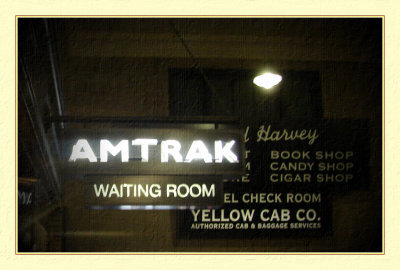 AMTRAK
WAITING ROOM
Harvey
BOOK SHOP
CANDY SHOP
CIGAR SHOP
CHECK ROOM
YELLOW CAB CO.
AUTHORIZED CAB & BAGGAGE SERVICES